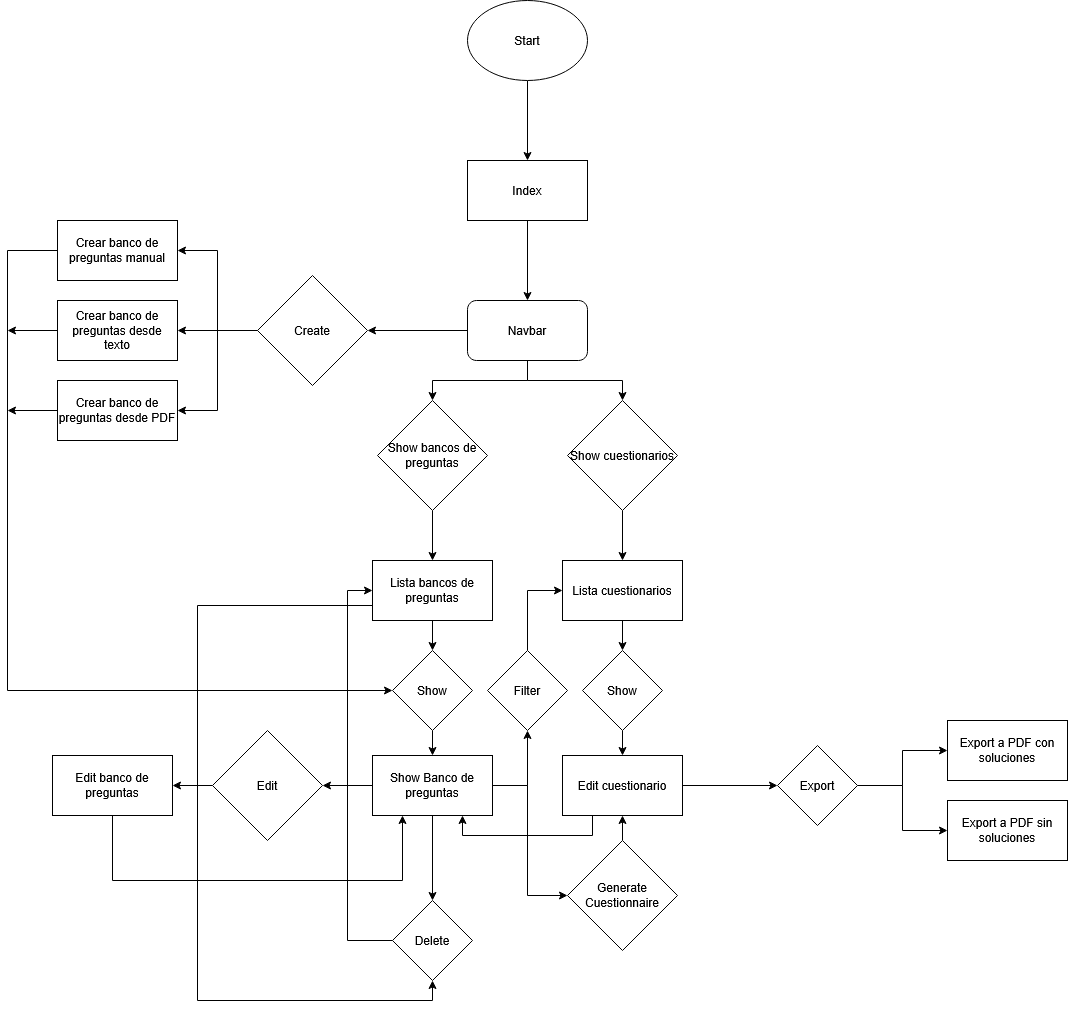 Start
Index
Crear banco de
preguntas manual
Crear banco de
preguntas desde
texto
Create
Navbar
Crear banco de
preguntas desde PDF
Show bancos de
preguntas
Show cuestionarios
Lista bancos de
preguntas
Lista cuestionarios
Show
Filter
Show
Edit banco de
preguntas
Edit
Show Banco de
preguntas
Edit cuestionario
Export
Export a PDF con
soluciones
Export a PDF sin
soluciones
Generate
Cuestionnaire
Delete